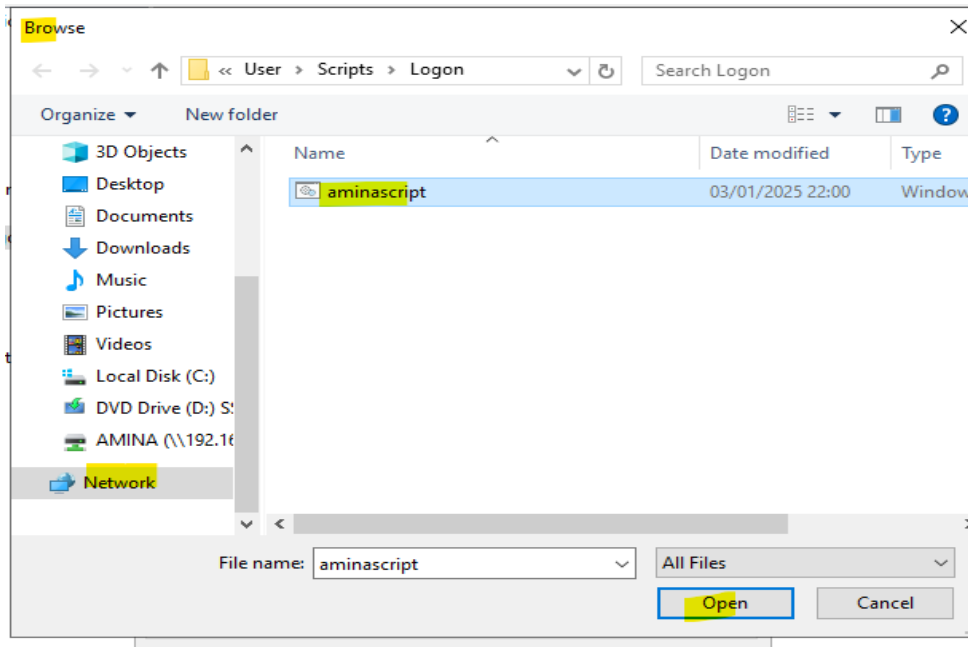 Browse
« User > Scripts > Logon
Search Logon
Organize
New folder
3D Objects
Desktop
Documents
Downloads
Music
Pictures
Videos
Local Disk (C:)
DVD Drive (D:) S
AMINA (\\192.16
Network
Name
Date modified
Type
aminascript
03/01/2025 22:00
Window
File name:
aminascript
All Files
Open
Cancel